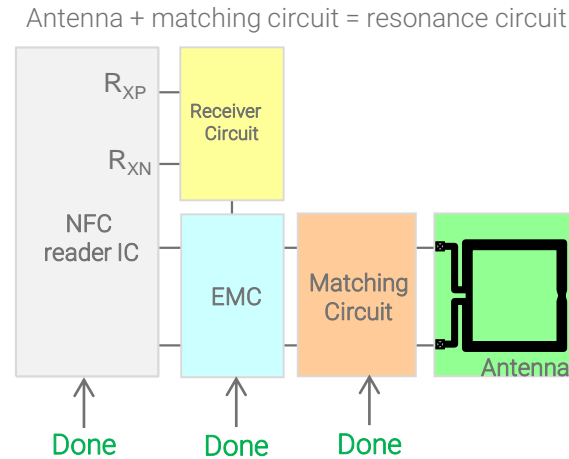 Antenna + matching circuit = resonance circuit
RXP
Receiver
Circuit
RXN
NFC
reader IC
EMC
Matching
Circuit
Antenna
Done
Done
Done